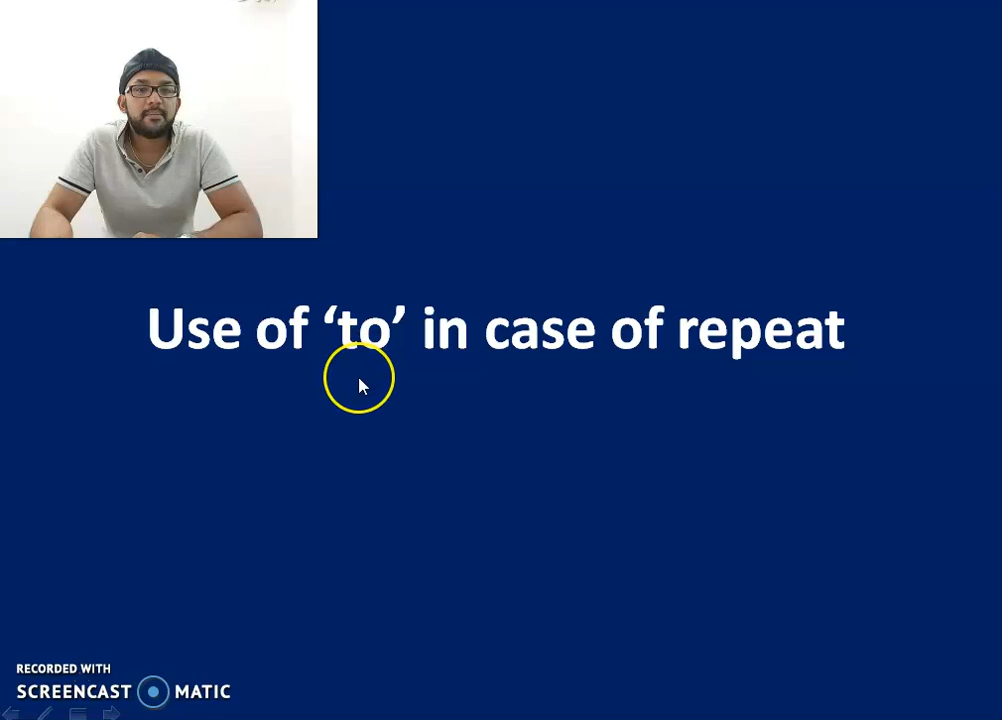 Use of ‘to’ in case of repeat
RECORDED WITH
SCREENCAST MATIC